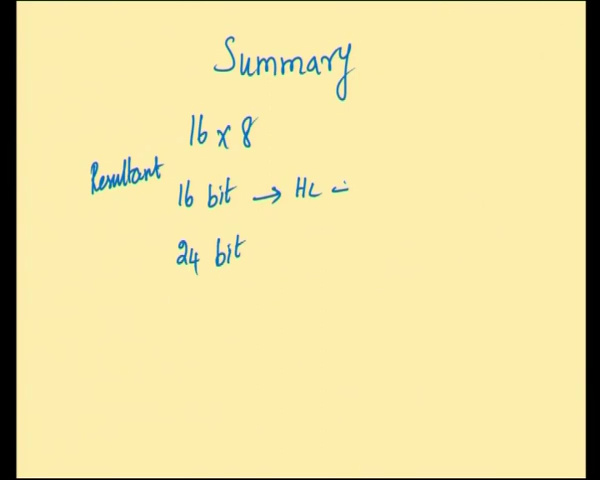 Summary
16 x 8
Resultant
16 bit → HL
24 bit